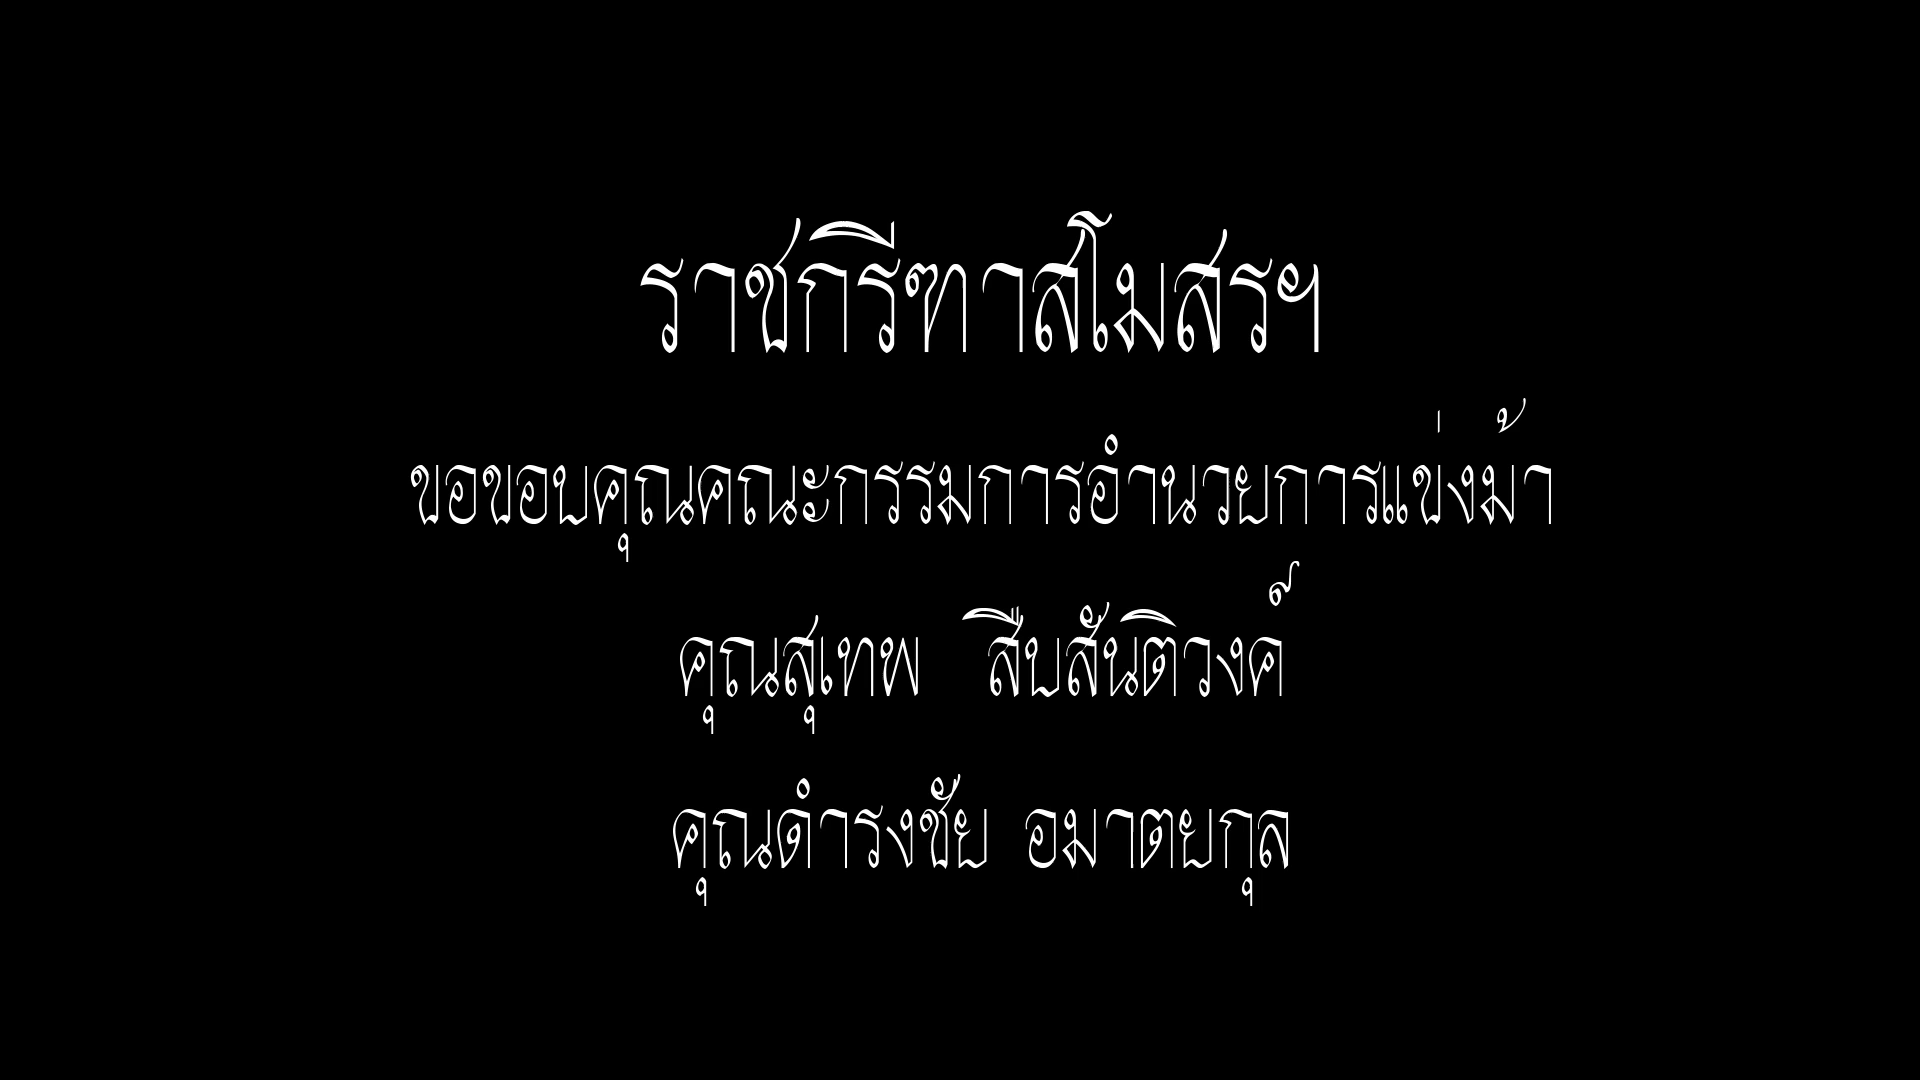 ราชกรีฑาสโมสรฯ
ขอขอบคุณคณะกรรมการอำนวยการแข่งม้า
คุณสุเทพ สืบสันติวงศ์
คุณดำรงชัย อมาตยกุล